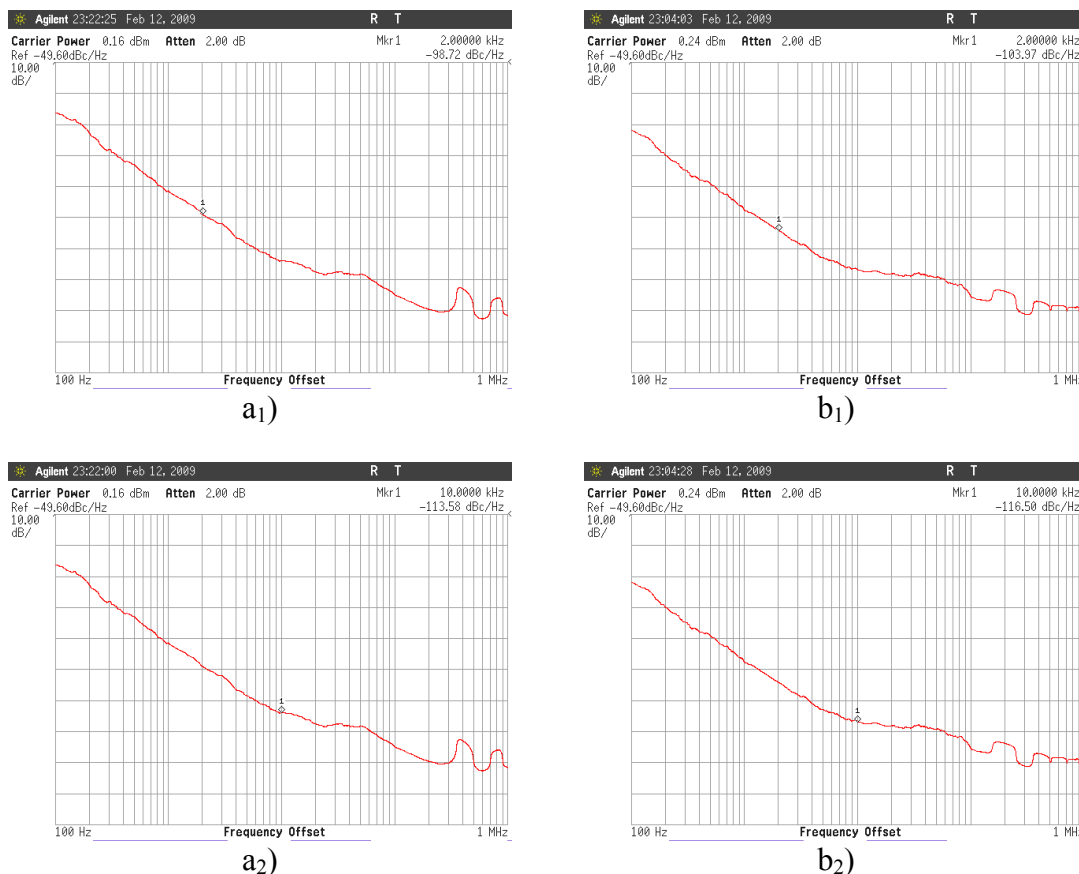 Agilent 23:22:25 Feb 12, 2009 R T
Carrier Power 0.16 dBm Atten 2.00 dB Mkr1 2.00000 kHz
Ref -49.60dBc/Hz -98.72 dBc/Hz
10.00
dB/
1
100 Hz Frequency Offset 1 MHz
a1)
Agilent 23:04:03 Feb 12, 2009 R T
Carrier Power 0.24 dBm Atten 2.00 dB Mkr1 2.00000 kHz
Ref -49.60dBc/Hz -103.97 dBc/Hz
10.00
dB/
1
100 Hz Frequency Offset 1 MHz
b1)
Agilent 23:22:00 Feb 12, 2009 R T
Carrier Power 0.16 dBm Atten 2.00 dB Mkr1 10.0000 kHz
Ref -49.60dBc/Hz -113.58 dBc/Hz
10.00
dB/
1
100 Hz Frequency Offset 1 MHz
a2)
Agilent 23:04:28 Feb 12, 2009 R T
Carrier Power 0.24 dBm Atten 2.00 dB Mkr1 10.0000 kHz
Ref -49.60dBc/Hz -116.50 dBc/Hz
10.00
dB/
1
100 Hz Frequency Offset 1 MHz
b2)